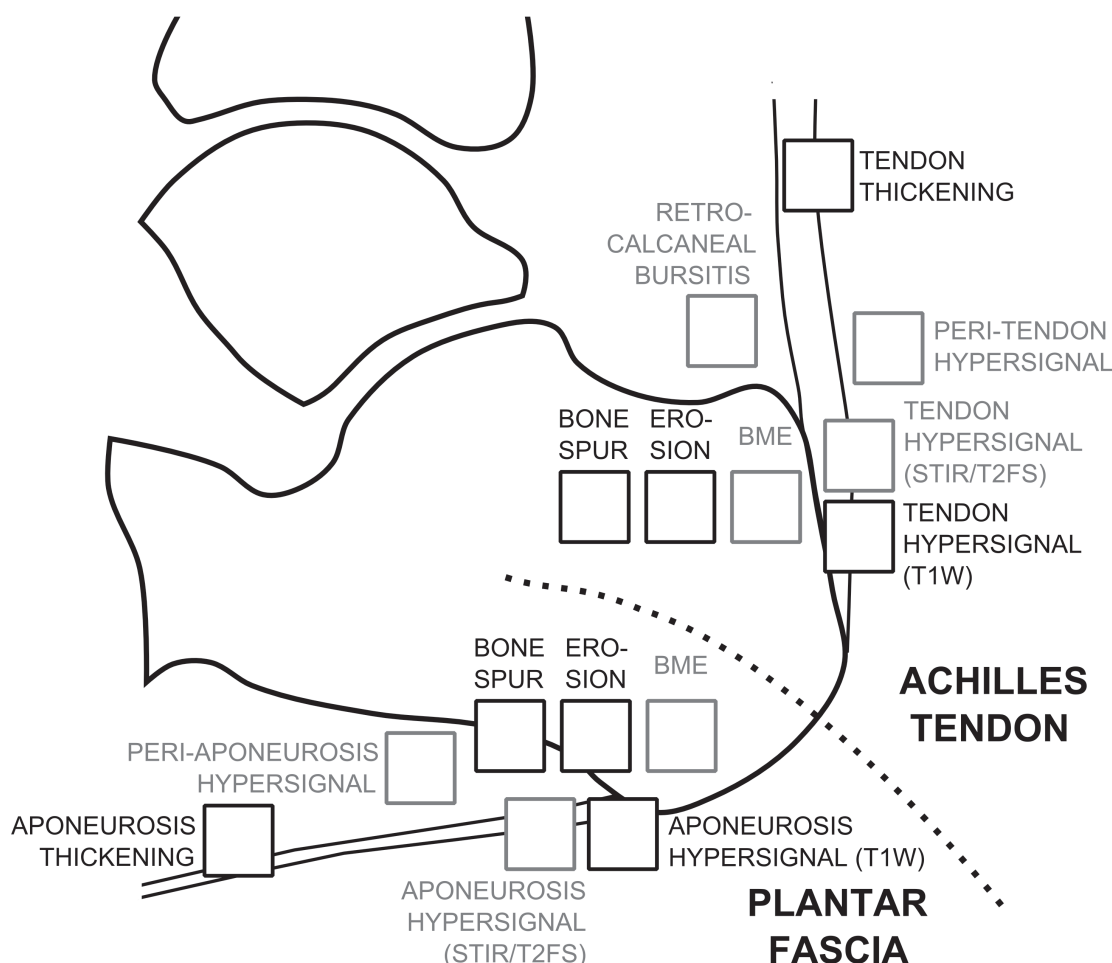 TENDON
THICKENING
RETRO-
CALCANEAL
BURSITIS
PERI-TENDON
HYPERSIGNAL
TENDON
HYPERSIGNAL
(STIR/T2FS)
BONE
SPUR
ERO-
SION
BME
TENDON
HYPERSIGNAL
(T1W)
BONE
SPUR
ERO-
SION
BME
ACHILLES
TENDON
PERI-APONEUROSIS
HYPERSIGNAL
APONEUROSIS
THICKENING
APONEUROSIS
HYPERSIGNAL (T1W)
APONEUROSIS
HYPERSIGNAL
(STIR/T2FS)
PLANTAR
FASCIA